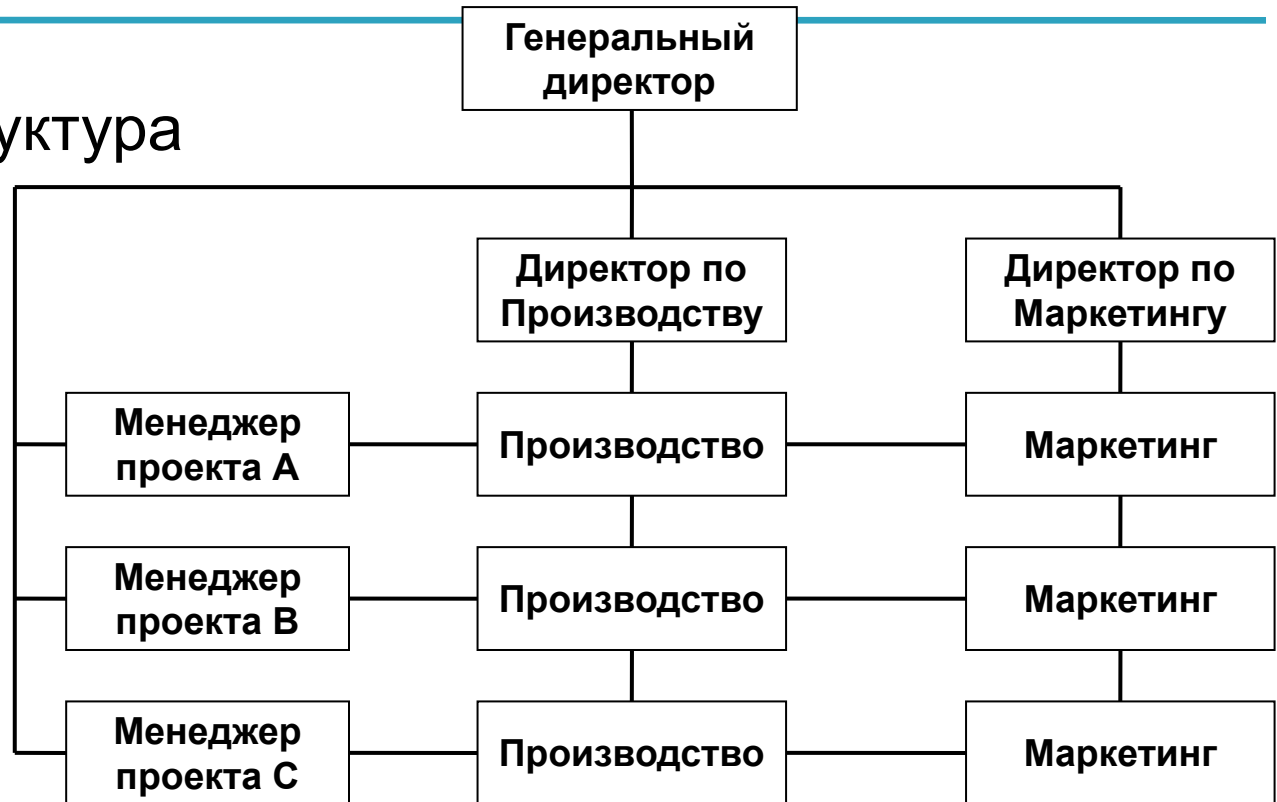 Генеральный
директор
уктура
Директор по
Производству
Директор по
Маркетингу
Менеджер
проекта А
Производство
Маркетинг
Менеджер
проекта В
Производство
Маркетинг
Менеджер
проекта С
Производство
Маркетинг